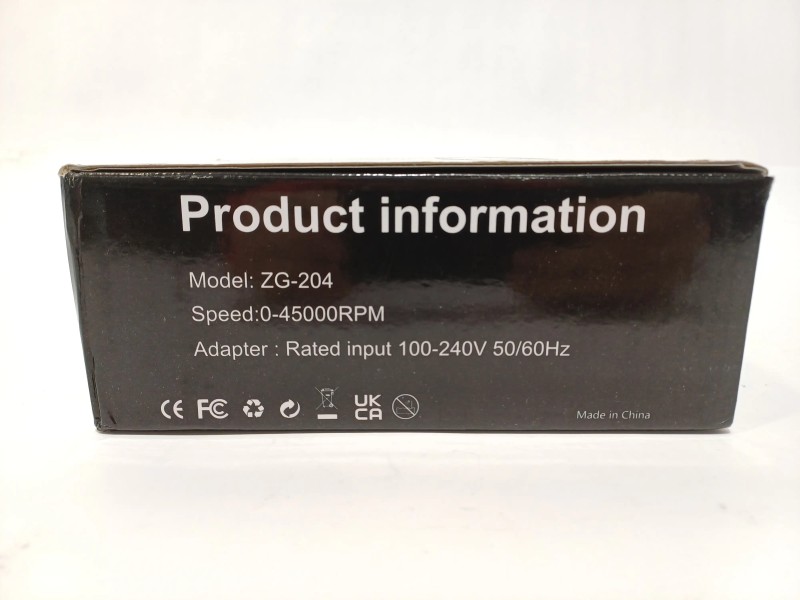 Product information
Model: ZG-204
Speed:0-45000RPM
Adapter : Rated input 100-240V 50/60Hz
CE FC UK CA
Made in China